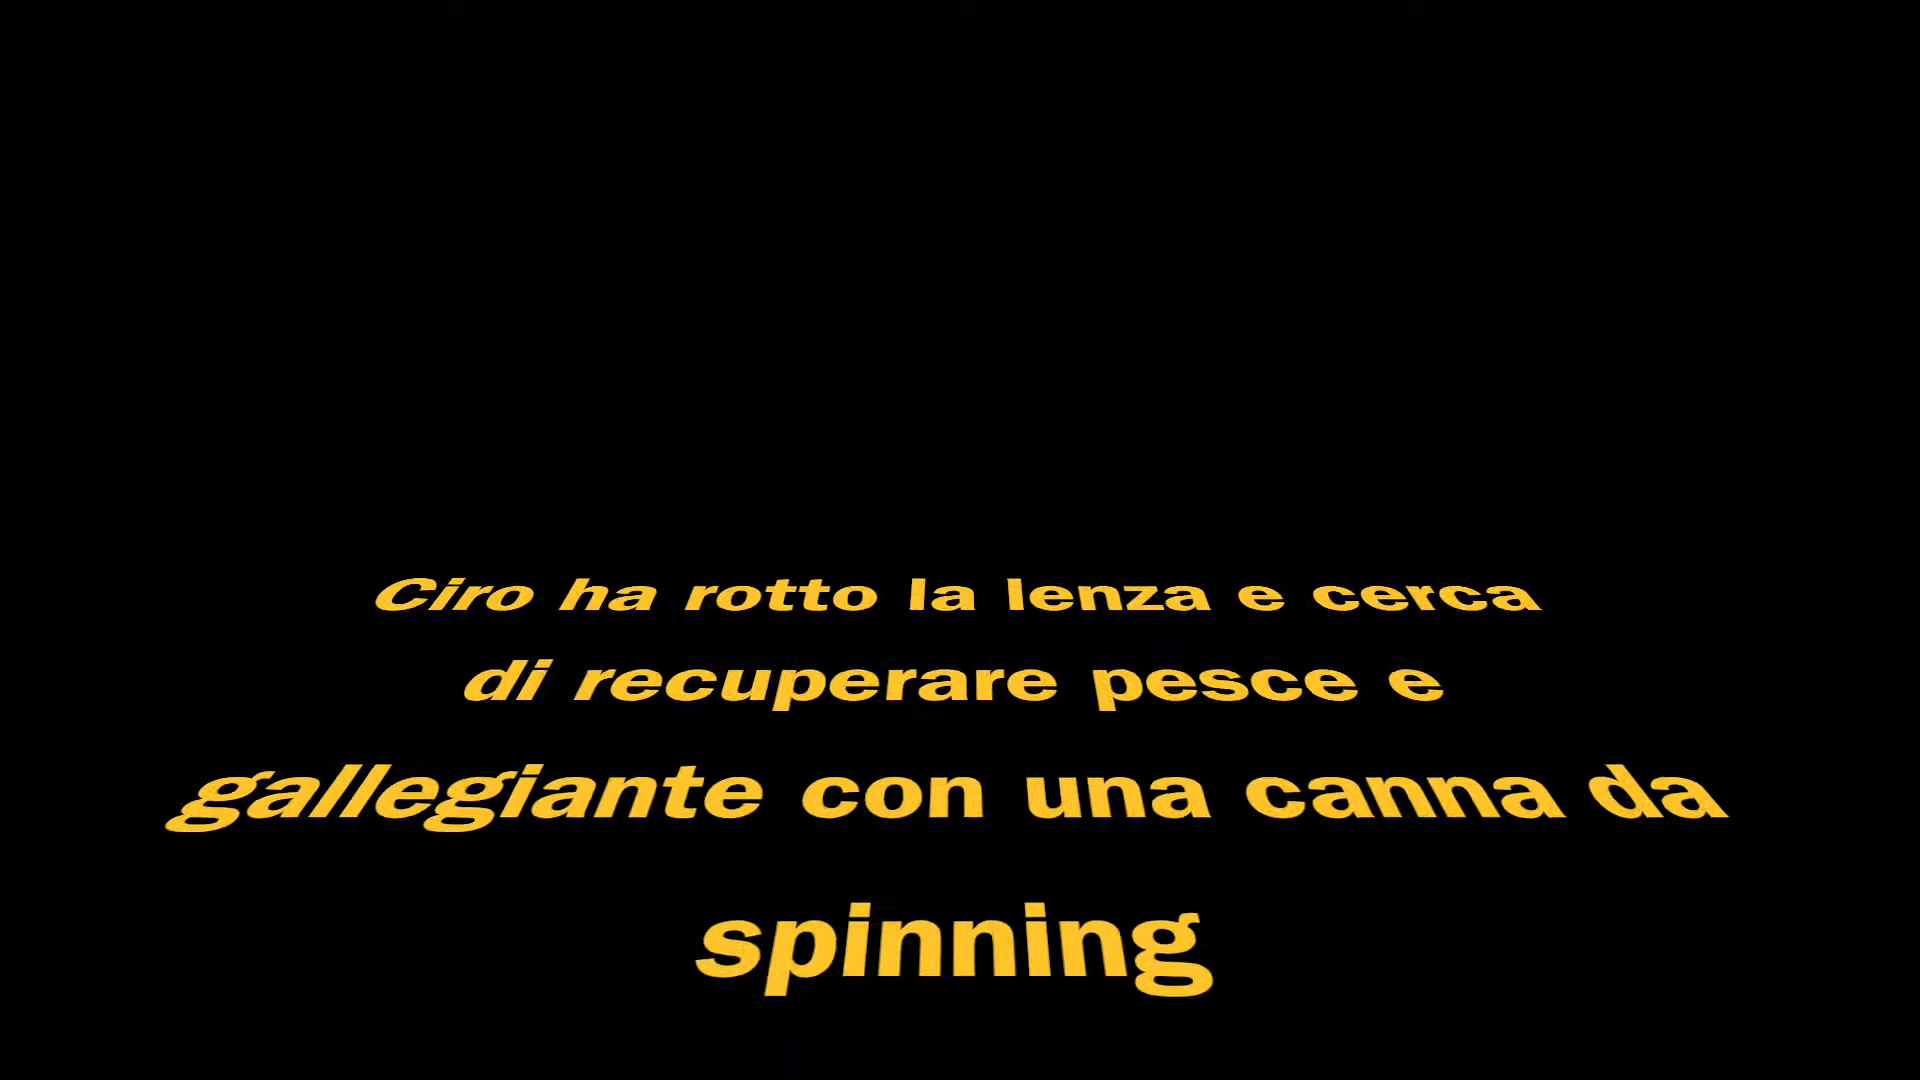 Ciro ha rotto la lenza e cerca
di recuperare pesce e
gallegiante con una canna da
spinning